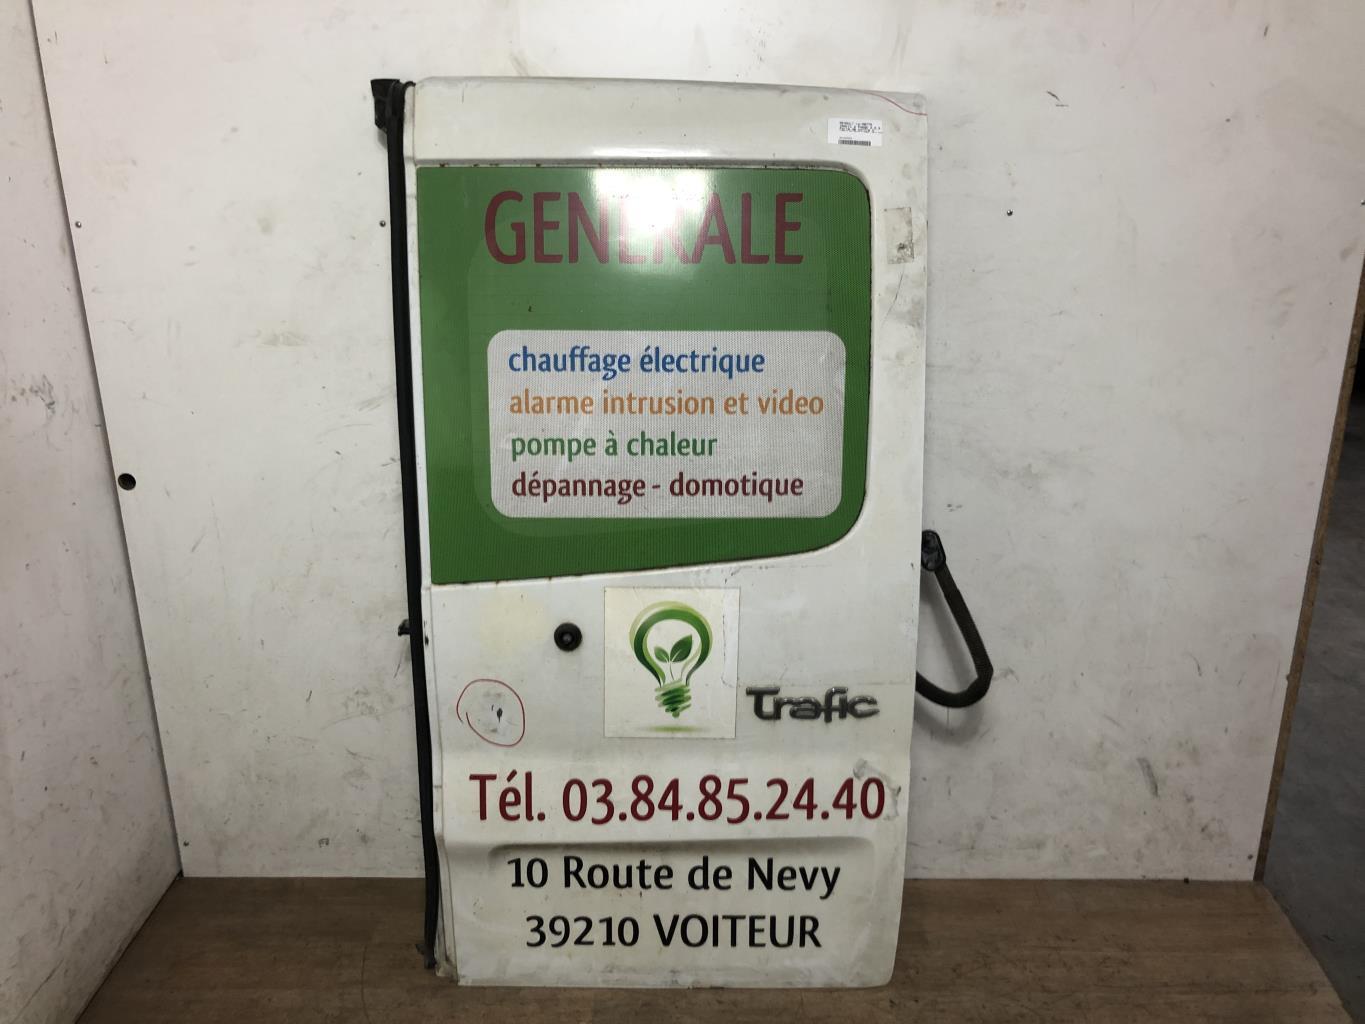 GENERALE
chauffage électrique
alarme intrusion et video
pompe à chaleur
dépannage - domotique
Trafic
Tél. 03.84.85.24.40
10 Route de Nevy
39210 VOITEUR